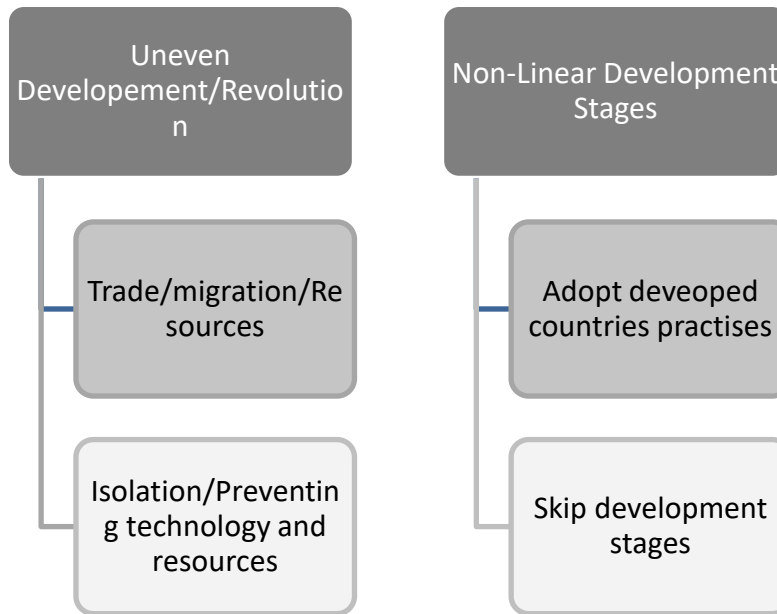 Uneven
Developement/Revolutio
n
Trade/migration/Re
sources
Isolation/Preventin
g technology and
resources
Non-Linear Development
Stages
Adopt deveoped
countries practises
Skip development
stages